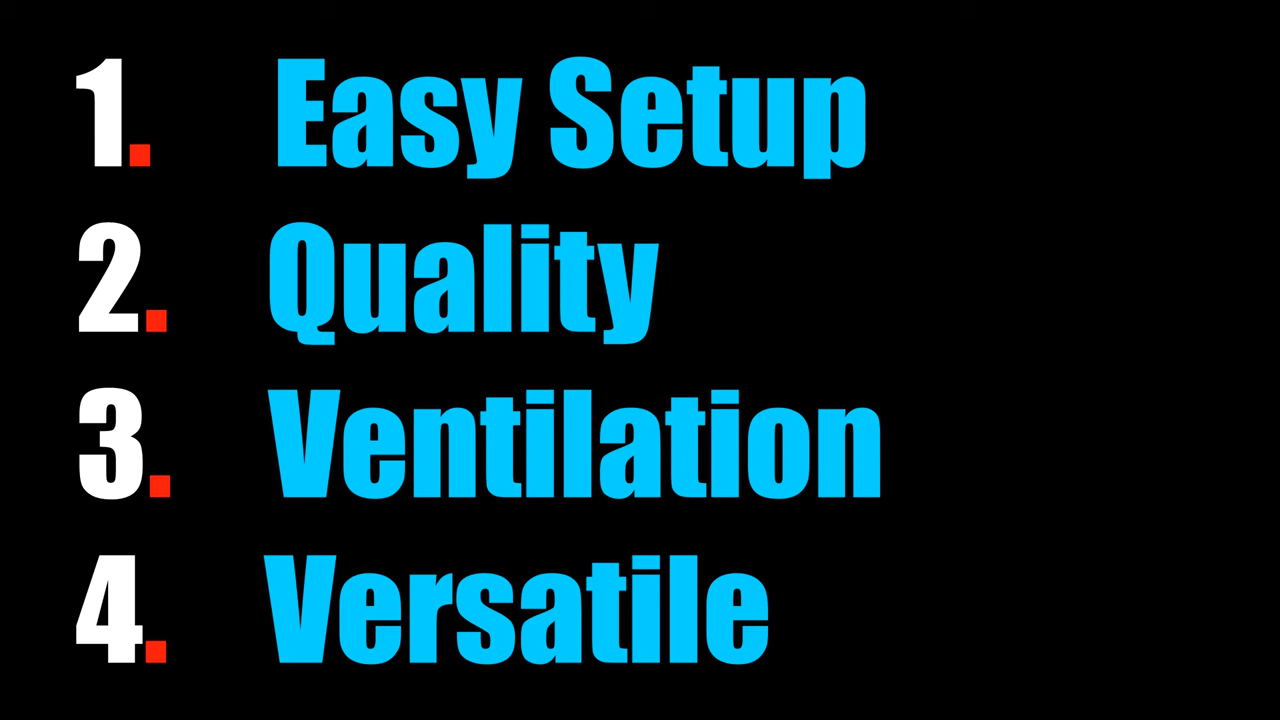 1. Easy Setup
2. Quality
3. Ventilation
4. Versatile